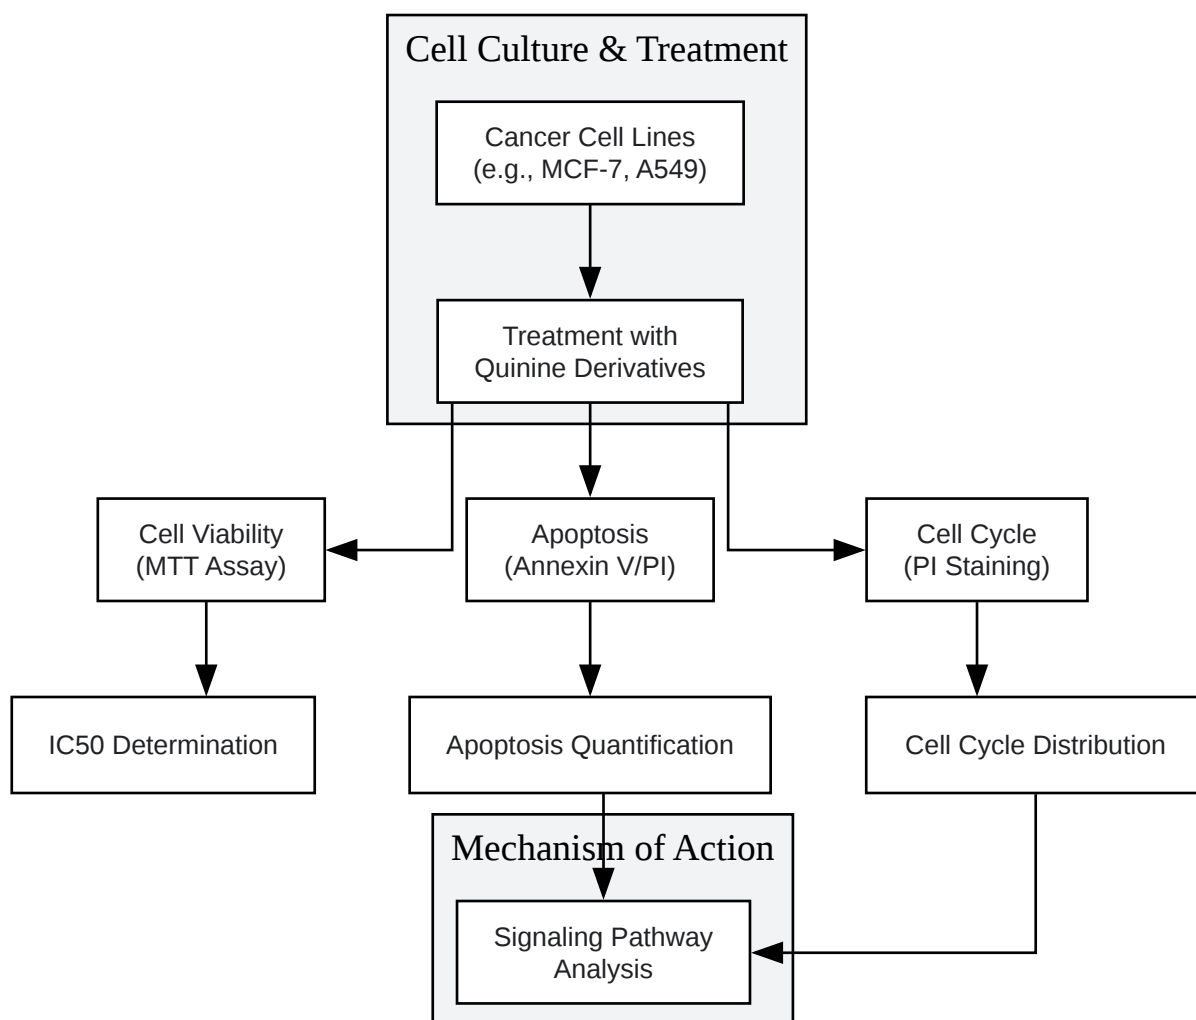 Cell Culture & Treatment
Cancer Cell Lines
(e.g., MCF-7, A549)
Treatment with
Quinine Derivatives
Cell Viability
(MTT Assay)
Apoptosis
(Annexin V/PI)
Cell Cycle
(PI Staining)
IC50 Determination
Apoptosis Quantification
Cell Cycle Distribution
Mechanism of Action
Signaling Pathway
Analysis